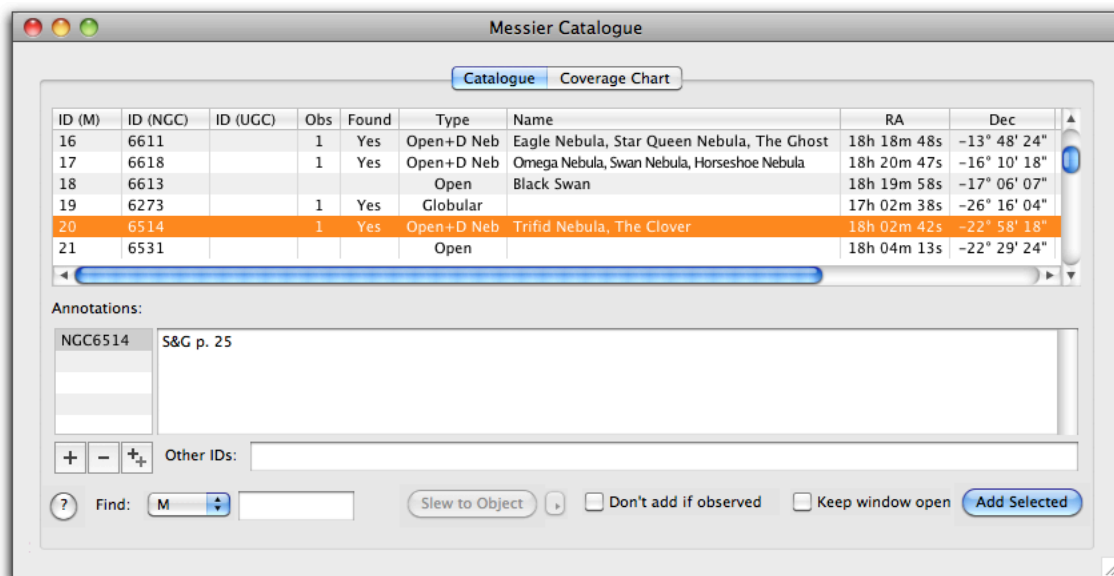 Messier Catalogue
Catalogue Coverage Chart
ID (M) ID (NGC) ID (UGC) Obs Found Type Name RA Dec
16 6611 1 Yes Open+D Neb Eagle Nebula, Star Queen Nebula, The Ghost 18h 18m 48s -13° 48' 24"
17 6618 1 Yes Open+D Neb Omega Nebula, Swan Nebula, Horseshoe Nebula 18h 20m 47s -16° 10' 18"
18 6613 Open Black Swan 18h 19m 58s -17° 06' 07"
19 6273 1 Yes Globular 17h 02m 38s -26° 16' 04"
20 6514 1 Yes Open+D Neb Trifid Nebula, The Clover 18h 02m 42s -22° 58' 18"
21 6531 Open 18h 04m 13s -22° 29' 24"
Annotations:
NGC6514 S&G p. 25
+ - ++ Other IDs:
? Find: M Slew to Object Don't add if observed Keep window open Add Selected